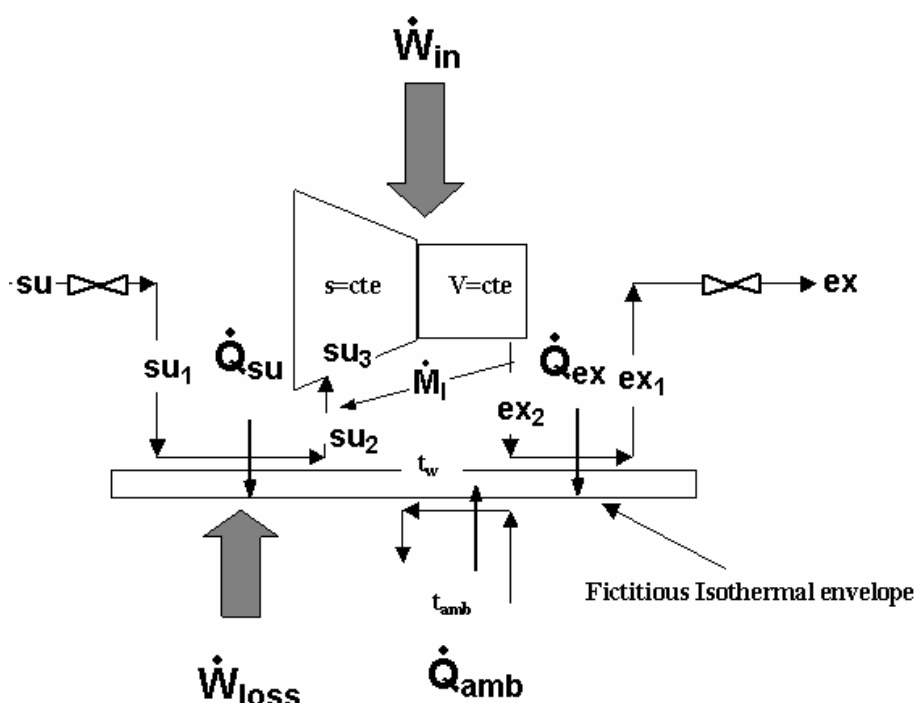 Ẇin
su
s=cte
V=cte
ex
su1
Q̇su
su3
Ṁl
Q̇ex
ex1
ex2
su2
tw
Fictitious Isothermal envelope
tamb
Ẇloss
Q̇amb